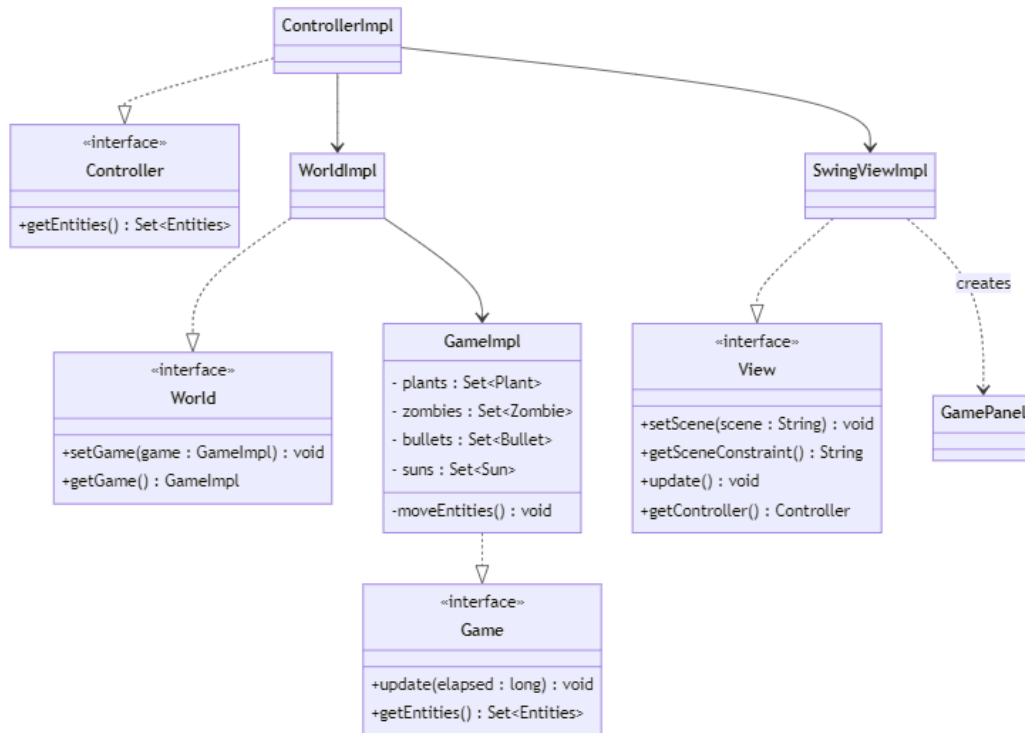 ControllerImpl
«interface»
Controller
+getEntities() : Set<Entities>
WorldImpl
SwingViewImpl
creates
«interface»
World
+setGame(game : GameImpl) : void
+getGame() : GameImpl
GameImpl
- plants : Set<Plant>
- zombies : Set<Zombie>
- bullets : Set<Bullet>
- suns : Set<Sun>
-moveEntities() : void
«interface»
View
+setScene(scene : String) : void
+getSceneConstraint() : String
+update() : void
+getController() : Controller
GamePanel
«interface»
Game
+update(elapsed : long) : void
+getEntities() : Set<Entities>